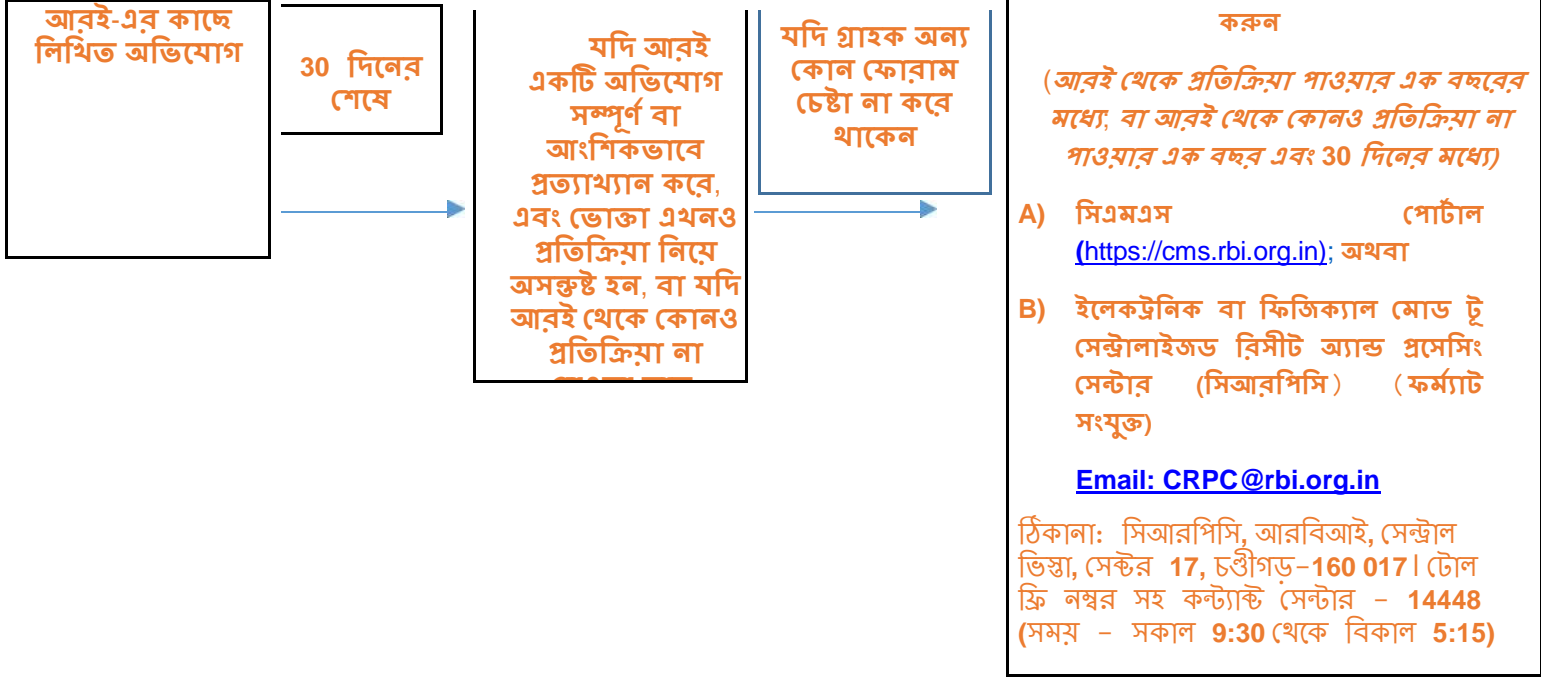 আরই-এর কাছে
লিখিত অভিযোগ
30 দিনের
শেষে
যদি আরই
একটি অভিযোগ
সম্পূর্ণ বা
আংশিকভাবে
প্রত্যাখ্যান করে,
এবং ভোক্তা এখনও
প্রতিক্রিয়া নিয়ে
অসন্তুষ্ট হন, বা যদি
আরই থেকে কোনও
প্রতিক্রিয়া না
যদি গ্রাহক অন্য
কোন ফোরাম
চেষ্টা না করে
থাকেন
করুন
(আরই থেকে প্রতিক্রিয়া পাওয়ার এক বছরের
মধ্যে; বা আরই থেকে কোনও প্রতিক্রিয়া না
পাওয়ার এক বছর এবং 30 দিনের মধ্যে)
A) সিএমএস পোর্টাল
(https://cms.rbi.org.in); অথবা
B) ইলেকট্রনিক বা ফিজিক্যাল মোড টু
সেন্ট্রালাইজড রিসীট অ্যান্ড প্রসেসিং
সেন্টার (সিআরপিসি) (ফর্ম্যাট
সংযুক্ত)
Email: CRPC@rbi.org.in
ঠিকানা: সিআরপিসি, আরবিআই, সেন্ট্রাল
ভিস্তা, সেক্টর 17, চণ্ডীগড়-160 017। টোল
ফ্রি নম্বর সহ কন্ট্যাক্ট সেন্টার – 14448
(সময় – সকাল 9:30 থেকে বিকাল 5:15)